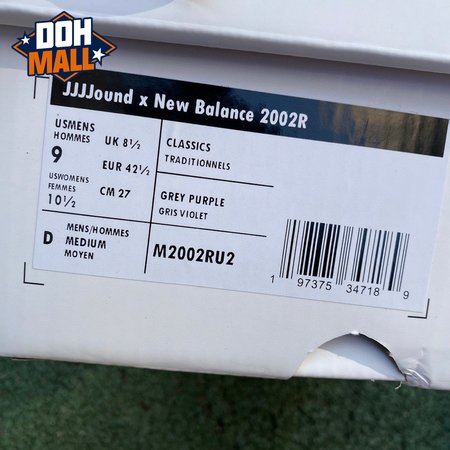 DOH
MALL
JJJJound x New Balance 2002R
USMENS
HOMMES
9
UK 8½
EUR 42½
USWOMENS
FEMMES
10½
CM 27
CLASSICS
TRADITIONNELS
GREY PURPLE
GRIS VIOLET
D
MENS/HOMMES
MEDIUM
MOYEN
M2002RU2
1 97375 34718 9